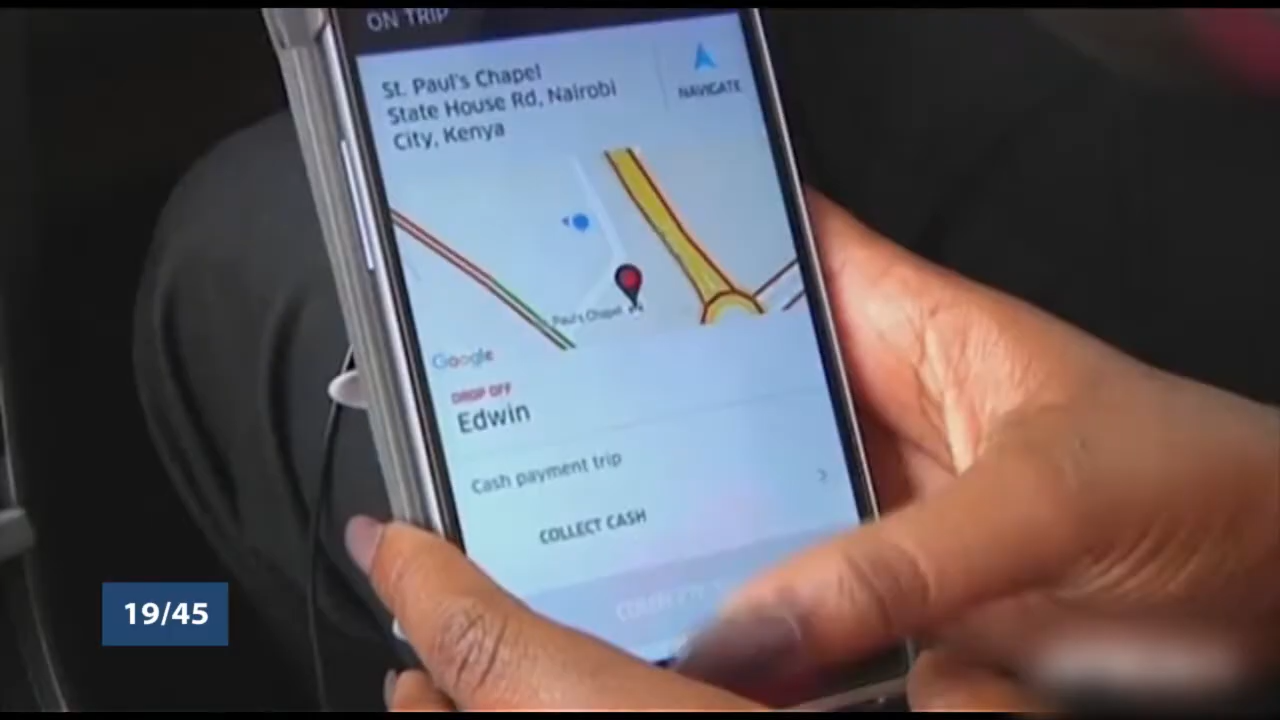 ON TRIP
St. Paul's Chapel
State House Rd, Nairobi
City, Kenya
NAVIGATE
Paul's Chapel
Google
DROP OFF
Edwin
Cash payment trip
COLLECT CASH
19/45